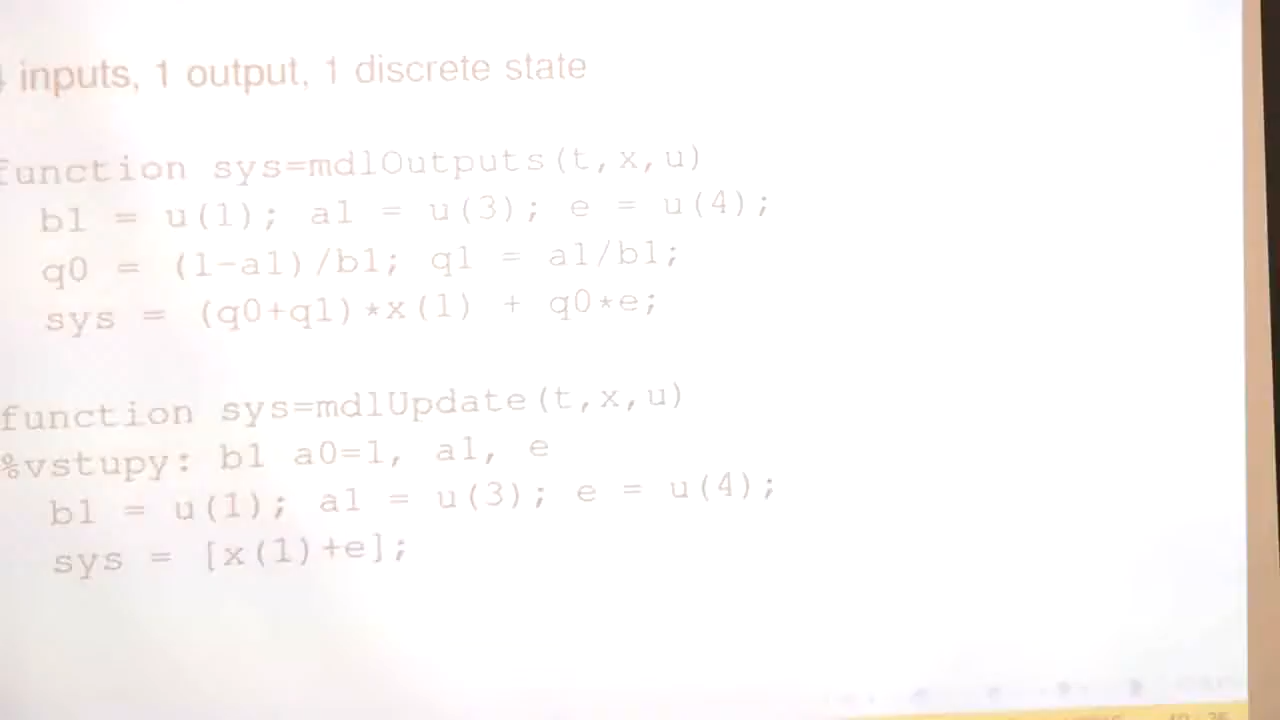 inputs, 1 output, 1 discrete state
function sys=mdlOutputs(t,x,u)
b1 = u(1); a1 = u(3); e = u(4);
q0 = (1-a1)/b1; q1 = a1/b1;
sys = (q0+q1)*x(1) + q0*e;
function sys=mdlUpdate(t,x,u)
%vstupy: b1 a0=1, a1, e
b1 = u(1); a1 = u(3); e = u(4);
sys = [x(1)+e];